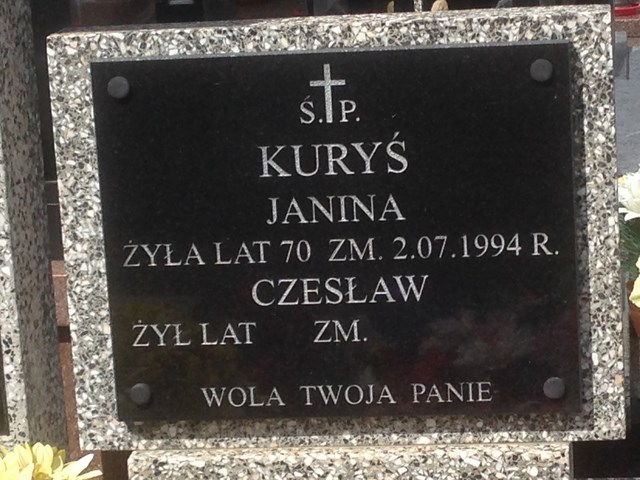 Ś. P.
KURYŚ
JANINA
ŻYŁA LAT 70 ZM. 2.07.1994 R.
CZESŁAW
ŻYŁ LAT ZM.
WOLA TWOJA PANIE